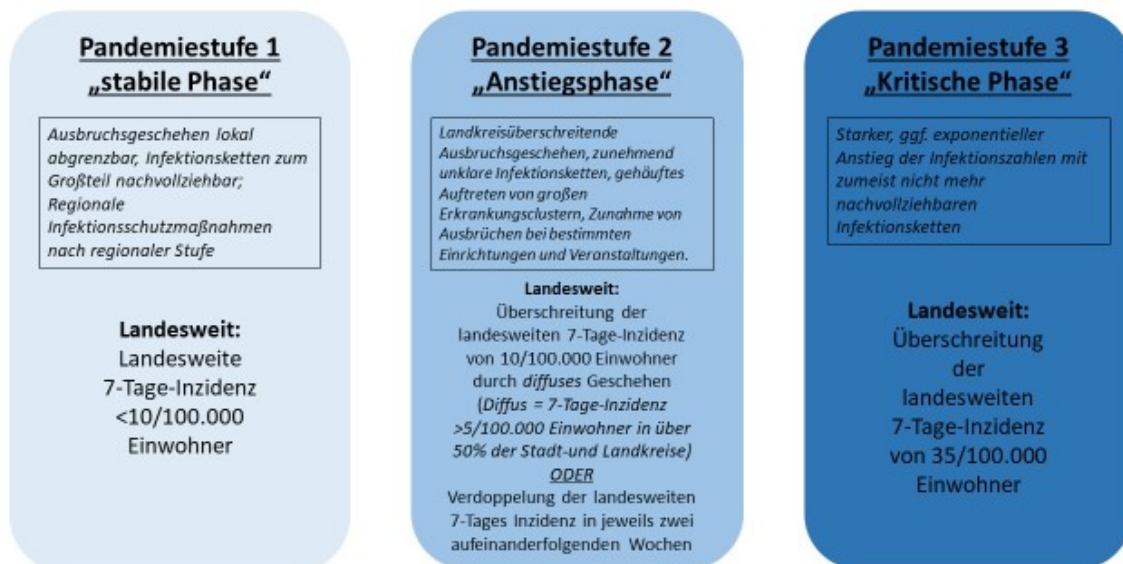 Pandemiestufe 1
„stabile Phase“
Ausbruchsgeschehen lokal
abgrenzbar, Infektionsketten zum
Großteil nachvollziehbar;
Regionale
Infektionsschutzmaßnahmen
nach regionaler Stufe
Landesweit:
Landesweite
7-Tage-Inzidenz
<10/100.000
Einwohner
Pandemiestufe 2
„Anstiegsphase“
Landkreisüberschreitende
Ausbruchsgeschehen, zunehmend
unklare Infektionsketten, gehäuftes
Auftreten von großen
Erkrankungsclustern, Zunahme von
Ausbrüchen bei bestimmten
Einrichtungen und Veranstaltungen.
Landesweit:
Überschreitung der
landesweiten 7-Tage-Inzidenz
von 10/100.000 Einwohner
durch diffuses Geschehen
(Diffus = 7-Tage-Inzidenz
>5/100.000 Einwohner in über
50% der Stadt-und Landkreise)
ODER
Verdoppelung der landesweiten
7-Tages Inzidenz in jeweils zwei
aufeinanderfolgenden Wochen
Pandemiestufe 3
„Kritische Phase“
Starker, ggf. exponentieller
Anstieg der Infektionszahlen mit
zumeist nicht mehr
nachvollziehbaren
Infektionsketten
Landesweit:
Überschreitung
der
landesweiten
7-Tage-Inzidenz
von 35/100.000
Einwohner